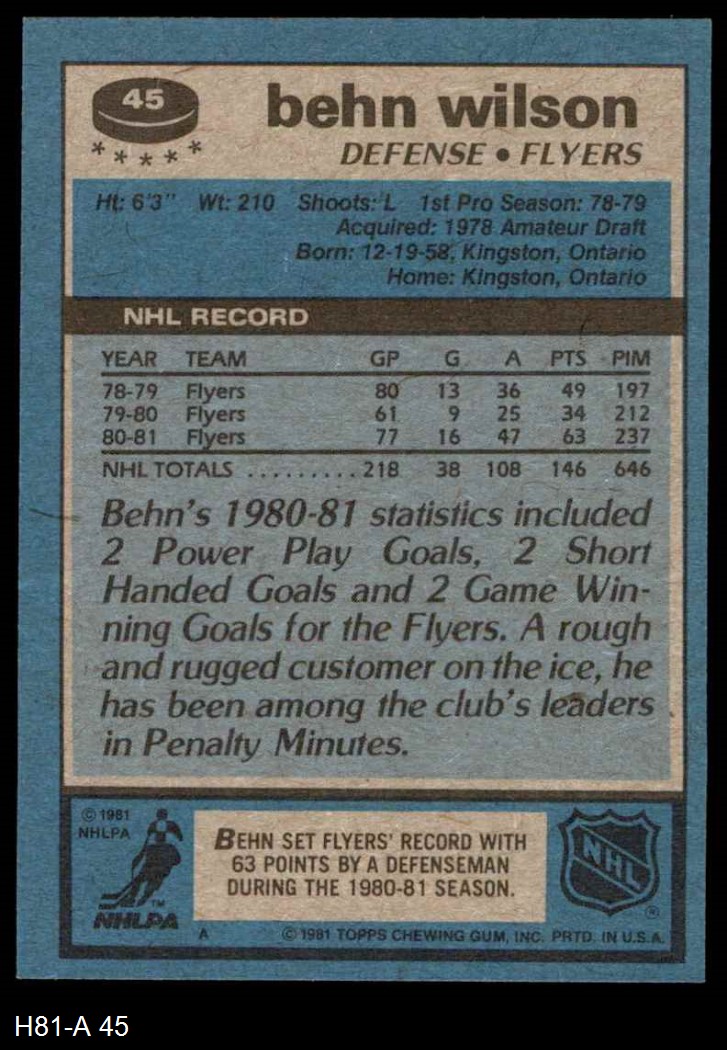 45
behn wilson
* * * * *
DEFENSE • FLYERS
Ht: 6'3" Wt: 210 Shoots: L 1st Pro Season: 78-79
Acquired: 1978 Amateur Draft
Born: 12-19-58, Kingston, Ontario
Home: Kingston, Ontario
NHL RECORD
YEAR TEAM GP G A PTS PIM
78-79 Flyers 80 13 36 49 197
79-80 Flyers 61 9 25 34 212
80-81 Flyers 77 16 47 63 237
NHL TOTALS ..........218 38 108 146 646
Behn's 1980-81 statistics included
2 Power Play Goals, 2 Short
Handed Goals and 2 Game Win-
ning Goals for the Flyers. A rough
and rugged customer on the ice, he
has been among the club's leaders
in Penalty Minutes.
© 1981
NHLPA
TM
NHLPA
BEHN SET FLYERS' RECORD WITH
63 POINTS BY A DEFENSEMAN
DURING THE 1980-81 SEASON.
NHL
®
A © 1981 TOPPS CHEWING GUM, INC. PRTD. IN U.S.A.
H81-A 45